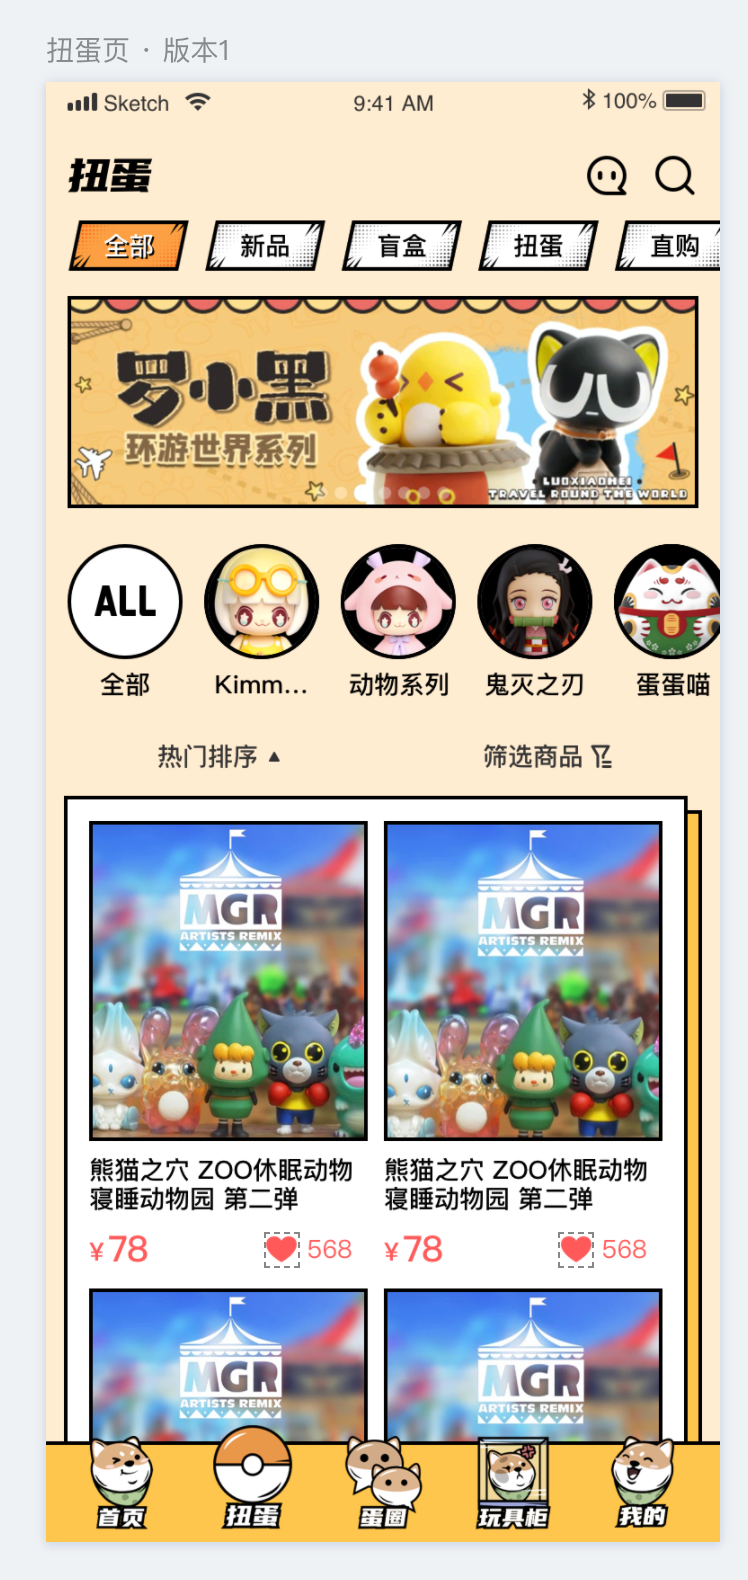 扭蛋页 · 版本1
Sketch 9:41 AM 100%
扭蛋
全部 新品 盲盒 扭蛋 直购
罗小黑
环游世界系列
· LUOXIAOHEI ·
TRAVEL ROUND THE WORLD
ALL
全部 Kimm... 动物系列 鬼灭之刃 蛋蛋喵
热门排序 筛选商品
MGR MGR
ARTISTS REMIX ARTISTS REMIX
熊猫之穴 ZOO休眠动物 熊猫之穴 ZOO休眠动物
寝睡动物园 第二弹 寝睡动物园 第二弹
¥78 568 ¥78 568
MGR MGR
ARTISTS REMIX ARTISTS REMIX
首页 扭蛋 蛋圈 玩具柜 我的